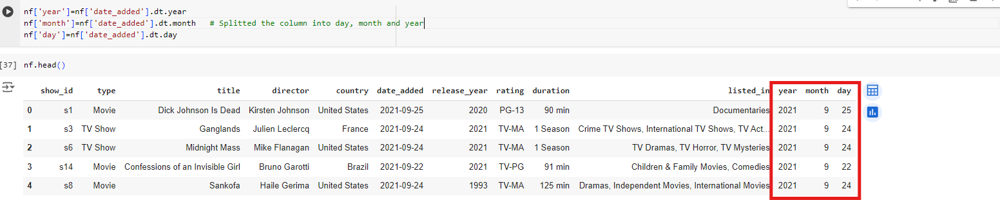 nf['year']=nf['date_added'].dt.year
nf['month']=nf['date_added'].dt.month   # Splitted the column into day, month and year
nf['day']=nf['date_added'].dt.day
[37] nf.head()
show_id type title director country date_added release_year rating duration listed_in year month day
0 s1 Movie Dick Johnson Is Dead Kirsten Johnson United States 2021-09-25 2020 PG-13 90 min Documentaries 2021 9 25
1 s3 TV Show Ganglands Julien Leclercq France 2021-09-24 2021 TV-MA 1 Season Crime TV Shows, International TV Shows, TV Act... 2021 9 24
2 s6 TV Show Midnight Mass Mike Flanagan United States 2021-09-24 2021 TV-MA 1 Season TV Dramas, TV Horror, TV Mysteries 2021 9 24
3 s14 Movie Confessions of an Invisible Girl Bruno Garotti Brazil 2021-09-22 2021 TV-PG 91 min Children & Family Movies, Comedies 2021 9 22
4 s8 Movie Sankofa Haile Gerima United States 2021-09-24 1993 TV-MA 125 min Dramas, Independent Movies, International Movies 2021 9 24